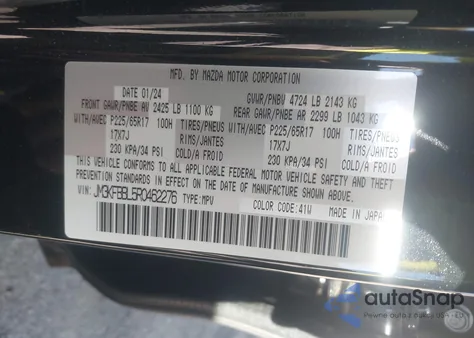 MFD. BY MAZDA MOTOR CORPORATION
DATE 01/24 GVWR/PNBV 4724 LB 2143 KG
FRONT GAWR/PNBE AV 2425 LB 1100 KG REAR GAWR/PNBE AR 2299 LB 1043 KG
WITH/AVEC P225/65R17 100H TIRES/PNEUS WITH/AVEC P225/65R17 100H TIRES/PNEUS
17X7J RIMS/JANTES 17X7J RIMS/JANTES
230 KPA/34 PSI COLD/FROID 230 KPA/34 PSI COLD/FROID
THIS VEHICLE CONFORMS TO ALL APPLICABLE FEDERAL MOTOR VEHICLE SAFETY AND THEFT
PREVENTION STANDARDS IN EFFECT ON THE DATE OF MANUFACTURE SHOWN ABOVE.
VIN: JM3KFBBL5R0462276 TYPE:MPV COLOR CODE:41W MADE IN JAPAN
autoSnap
Pewne auto z